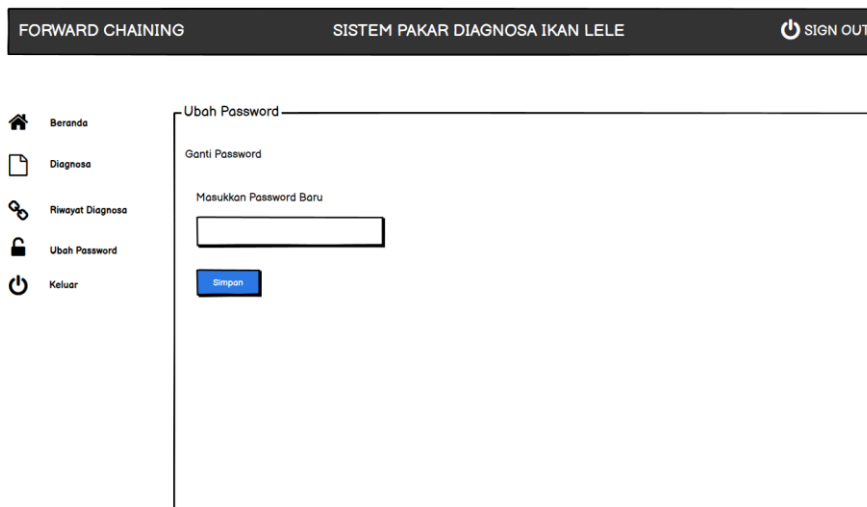 FORWARD CHAINING
SISTEM PAKAR DIAGNOSA IKAN LELE
SIGN OUT
Beranda
Diagnosa
Riwayat Diagnosa
Ubah Password
Keluar
Ubah Password
Ganti Password
Masukkan Password Baru
Simpan